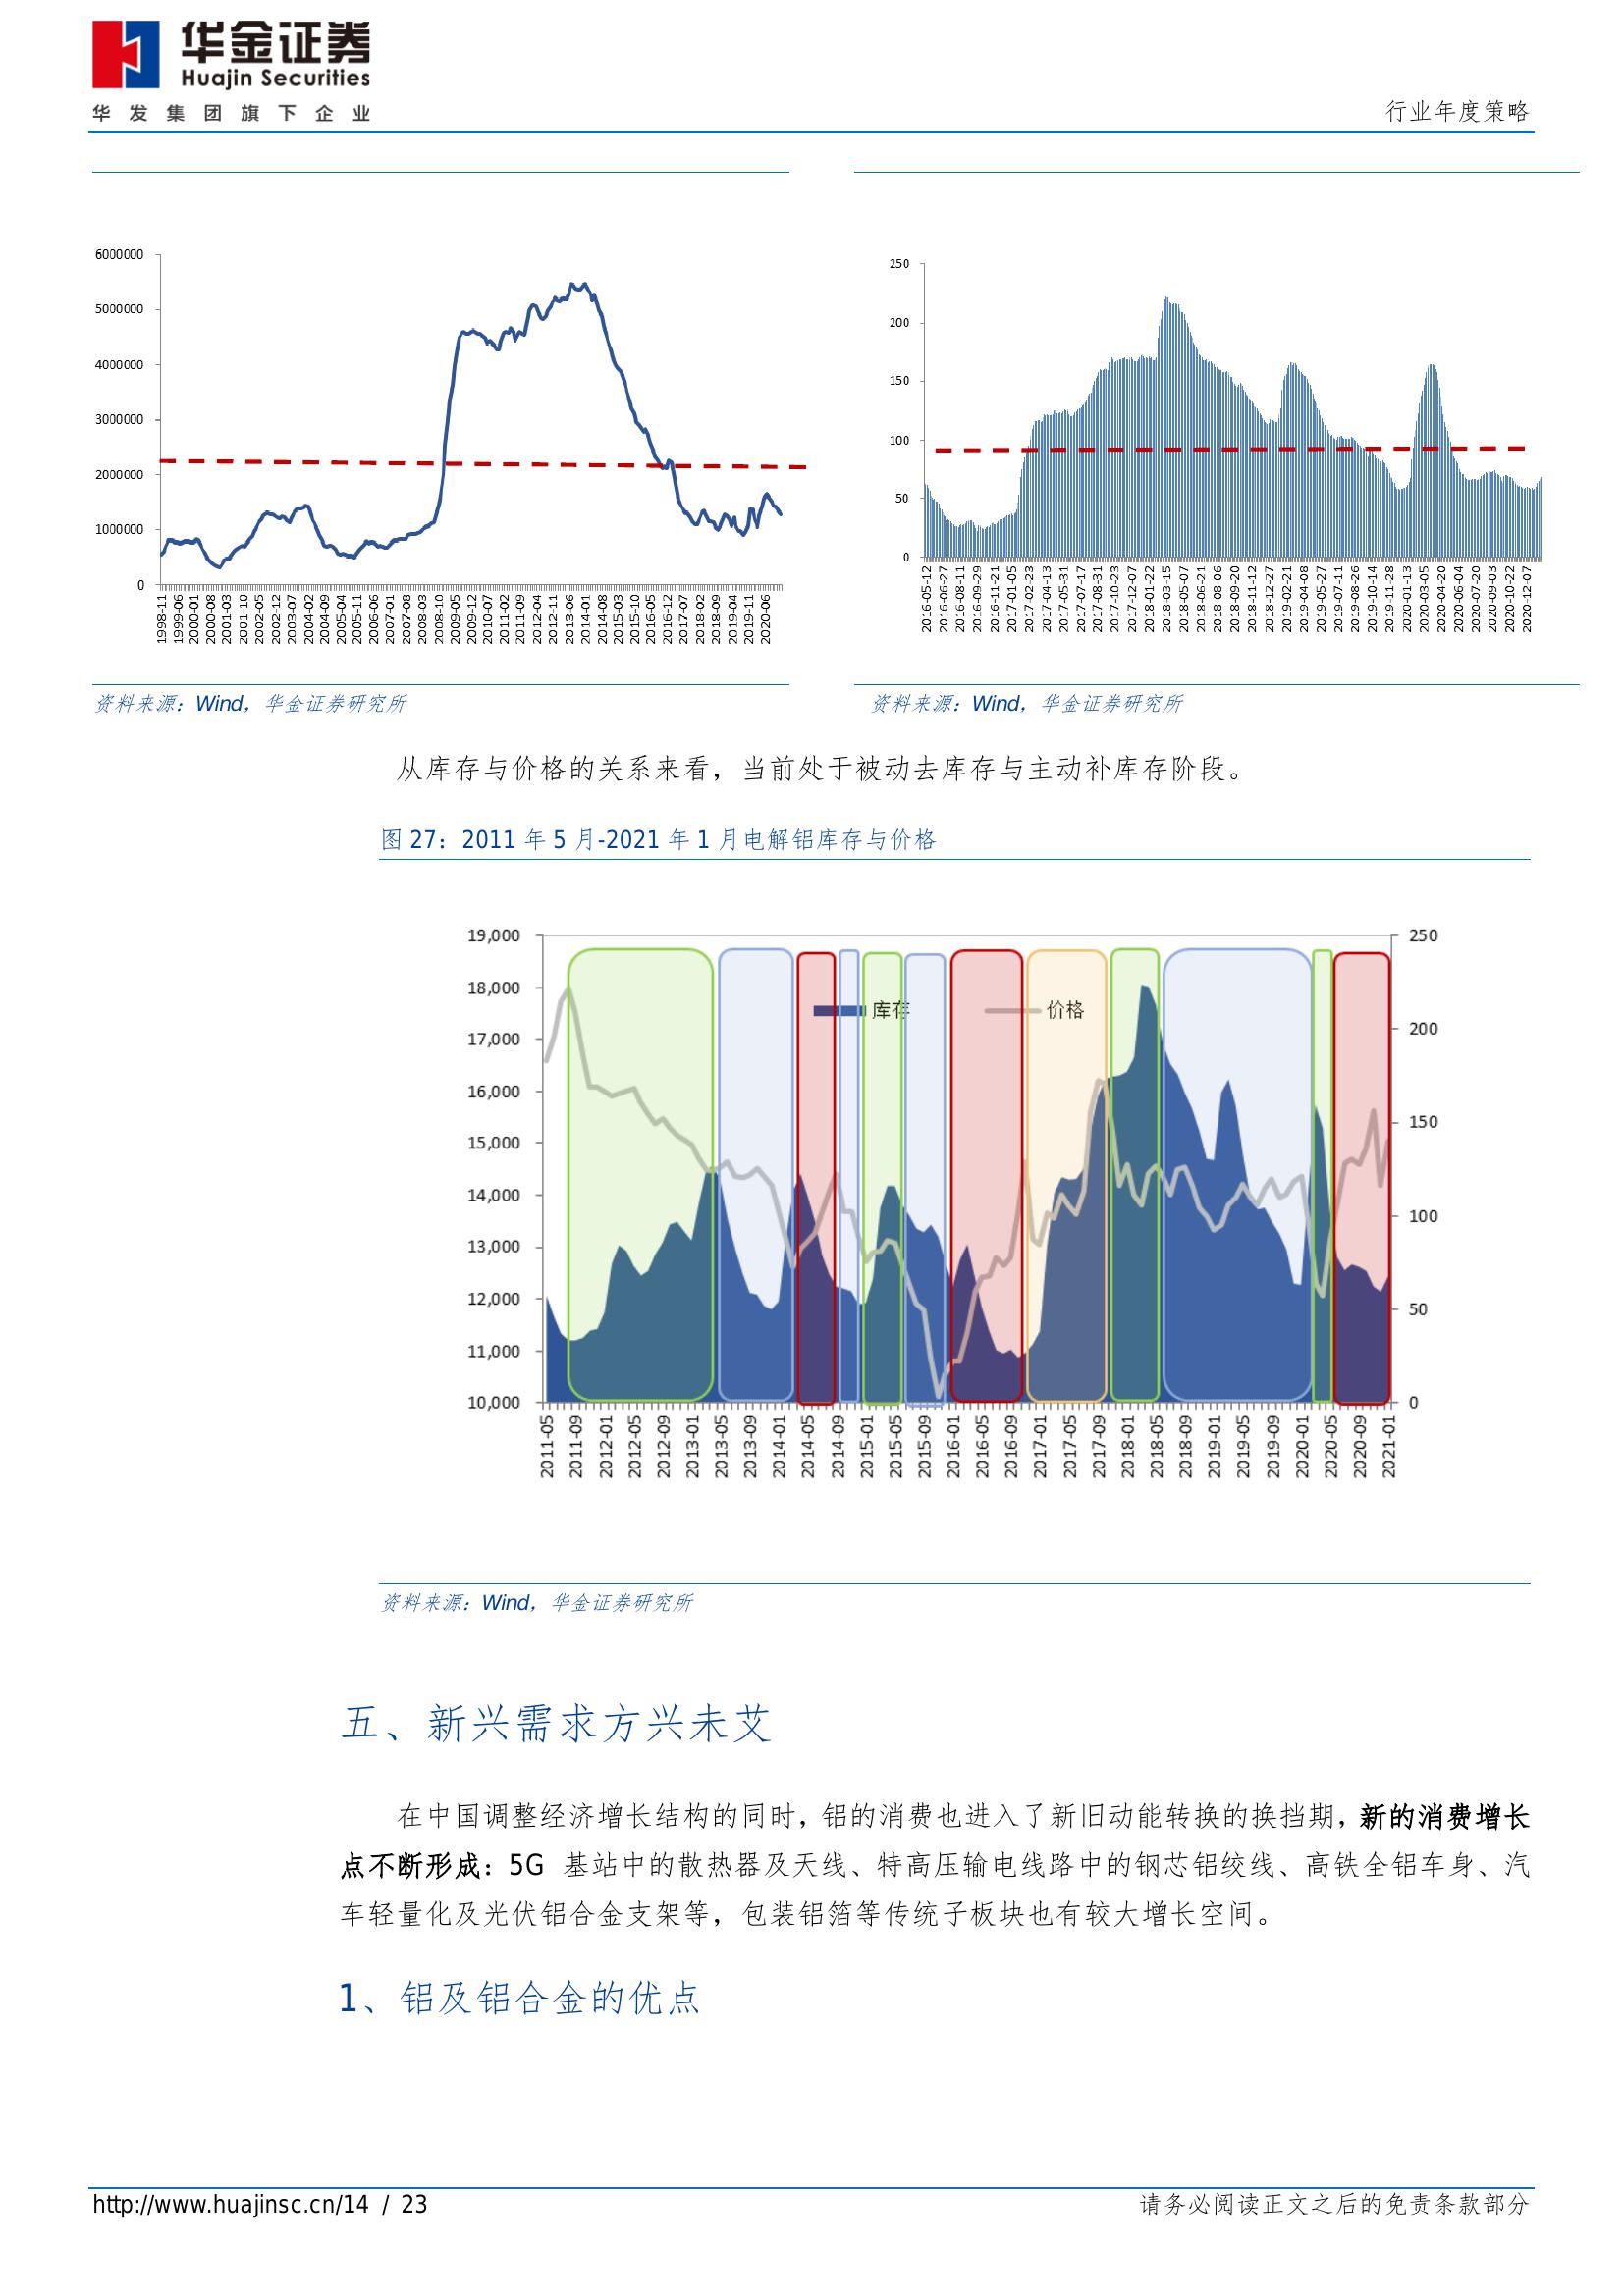 华金证券
Huajin Securities
华发集团旗下企业
行业年度策略
6000000
5000000
4000000
3000000
2000000
1000000
0
1998-11 1999-06 2000-01 2000-08 2001-03 2001-10 2002-05 2002-12 2003-07 2004-02 2004-09 2005-04 2005-11 2006-06 2007-01 2007-08 2008-03 2008-10 2009-05 2009-12 2010-07 2011-02 2011-09 2012-04 2012-11 2013-06 2014-01 2014-08 2015-03 2015-10 2016-05 2016-12 2017-07 2018-02 2018-09 2019-04 2019-11 2020-06
250
200
150
100
50
0
2016-05-12 2016-06-27 2016-08-11 2016-09-29 2016-11-21 2017-01-05 2017-02-23 2017-04-13 2017-05-31 2017-07-17 2017-08-31 2017-10-23 2017-12-07 2018-01-22 2018-03-15 2018-05-07 2018-06-21 2018-08-06 2018-09-20 2018-11-12 2018-12-27 2019-02-21 2019-04-08 2019-05-27 2019-07-11 2019-08-26 2019-10-14 2019-11-28 2020-01-13 2020-03-05 2020-04-20 2020-06-04 2020-07-20 2020-09-03 2020-10-22 2020-12-07
资料来源：Wind，华金证券研究所
资料来源：Wind，华金证券研究所
从库存与价格的关系来看，当前处于被动去库存与主动补库存阶段。
图 27：2011 年 5 月-2021 年 1 月电解铝库存与价格
19,000
18,000
17,000
16,000
15,000
14,000
13,000
12,000
11,000
10,000
250
200
150
100
50
0
库存 价格
2011-05 2011-09 2012-01 2012-05 2012-09 2013-01 2013-05 2013-09 2014-01 2014-05 2014-09 2015-01 2015-05 2015-09 2016-01 2016-05 2016-09 2017-01 2017-05 2017-09 2018-01 2018-05 2018-09 2019-01 2019-05 2019-09 2020-01 2020-05 2020-09 2021-01
资料来源：Wind，华金证券研究所
五、新兴需求方兴未艾
在中国调整经济增长结构的同时，铝的消费也进入了新旧动能转换的换挡期，新的消费增长
点不断形成：5G 基站中的散热器及天线、特高压输电线路中的钢芯铝绞线、高铁全铝车身、汽
车轻量化及光伏铝合金支架等，包装铝箔等传统子板块也有较大增长空间。
1、铝及铝合金的优点
http://www.huajinsc.cn/14 / 23
请务必阅读正文之后的免责条款部分